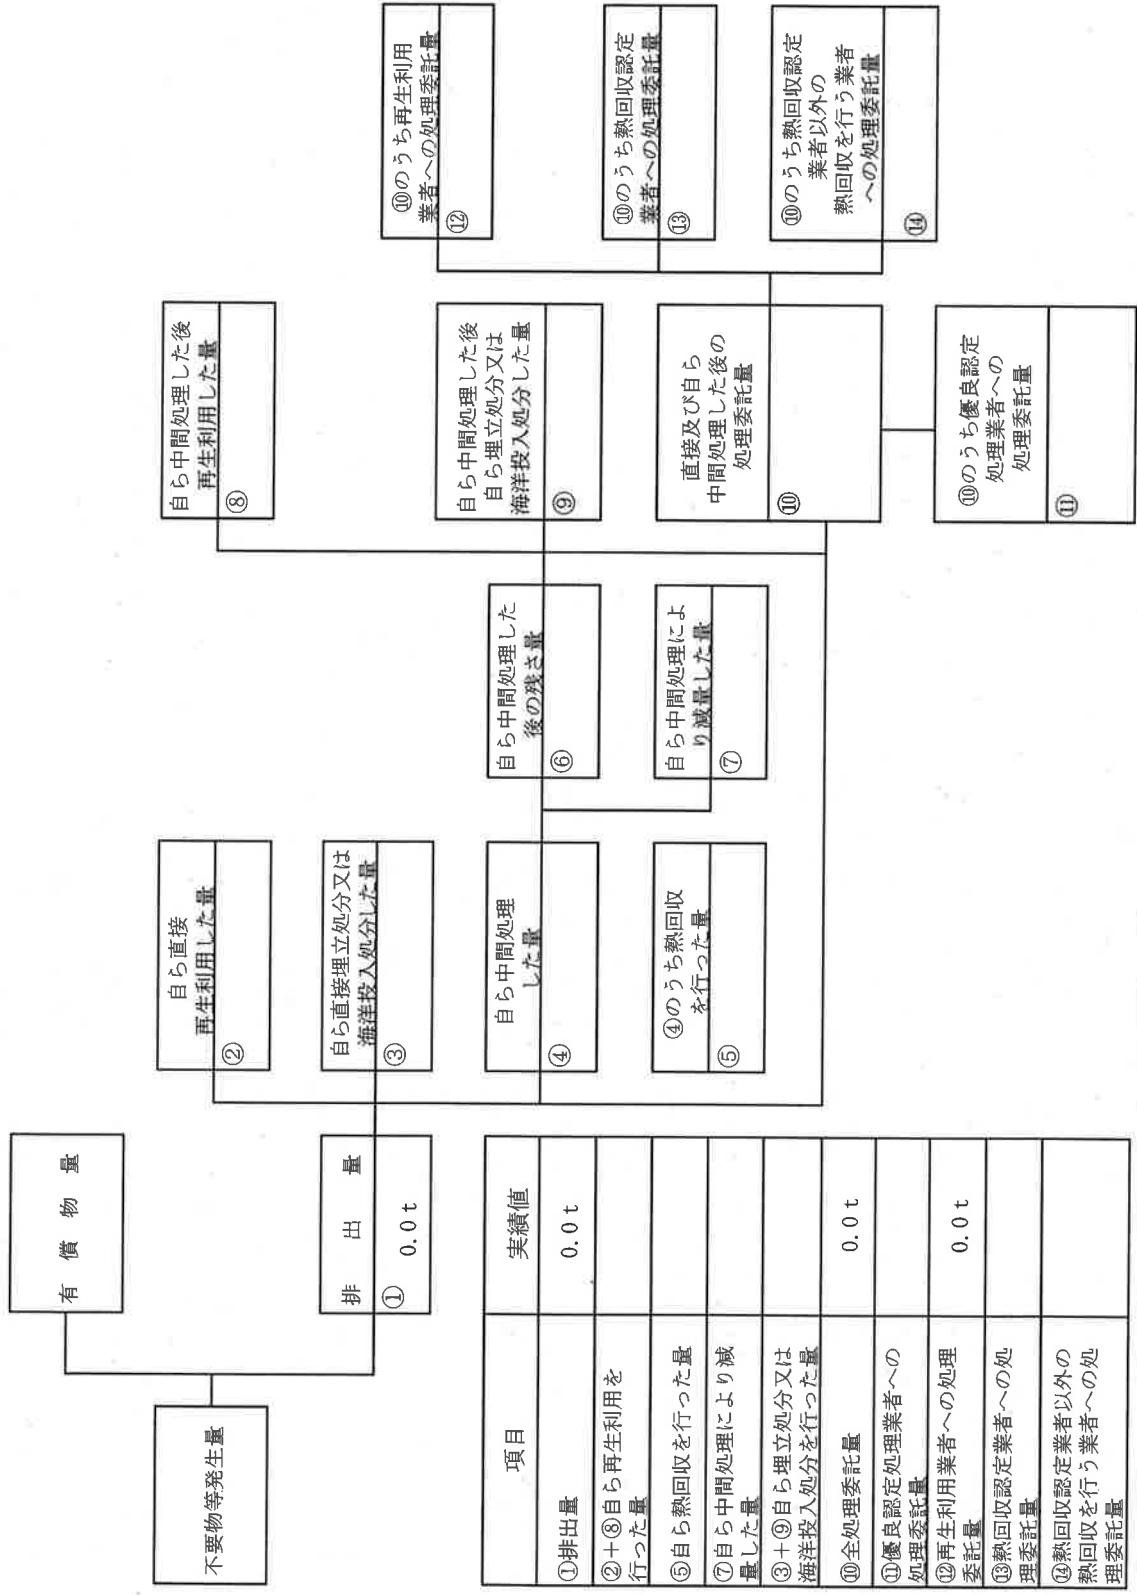 不要物等発生量
有償物量
排出量
① 0.0 t
自ら直接
再生利用した量
②
自ら直接埋立処分又は
海洋投入処分した量
③
自ら中間処理
した量
④
④のうち熱回収
を行った量
⑤
自ら中間処理した
後の残さ量
⑥
自ら中間処理によ
り減量した量
⑦
自ら中間処理した後
再生利用した量
⑧
自ら中間処理した後
自ら埋立処分又は
海洋投入処分した量
⑨
直接及び自ら
中間処理した後の
処理委託量
⑩
⑩のうち優良認定
処理業者への
処理委託量
⑪
⑩のうち再生利用
業者への処理委託量
⑫
⑩のうち熱回収認定
業者への処理委託量
⑬
⑩のうち熱回収認定
業者以外の
熱回収を行う業者
への処理委託量
⑭
項目 実績値
①排出量 0.0 t
②+⑧自ら再生利用を
行った量
⑤自ら熱回収を行った量
⑦自ら中間処理により減
量した量
③+⑨自ら埋立処分又は
海洋投入処分を行った量
⑩全処理委託量 0.0 t
⑪優良認定処理業者への
処理委託量
⑫再生利用業者への処理
委託量 0.0 t
⑬熱回収認定業者への処
理委託量
⑭熱回収認定業者以外の
熱回収を行う業者への処
理委託量